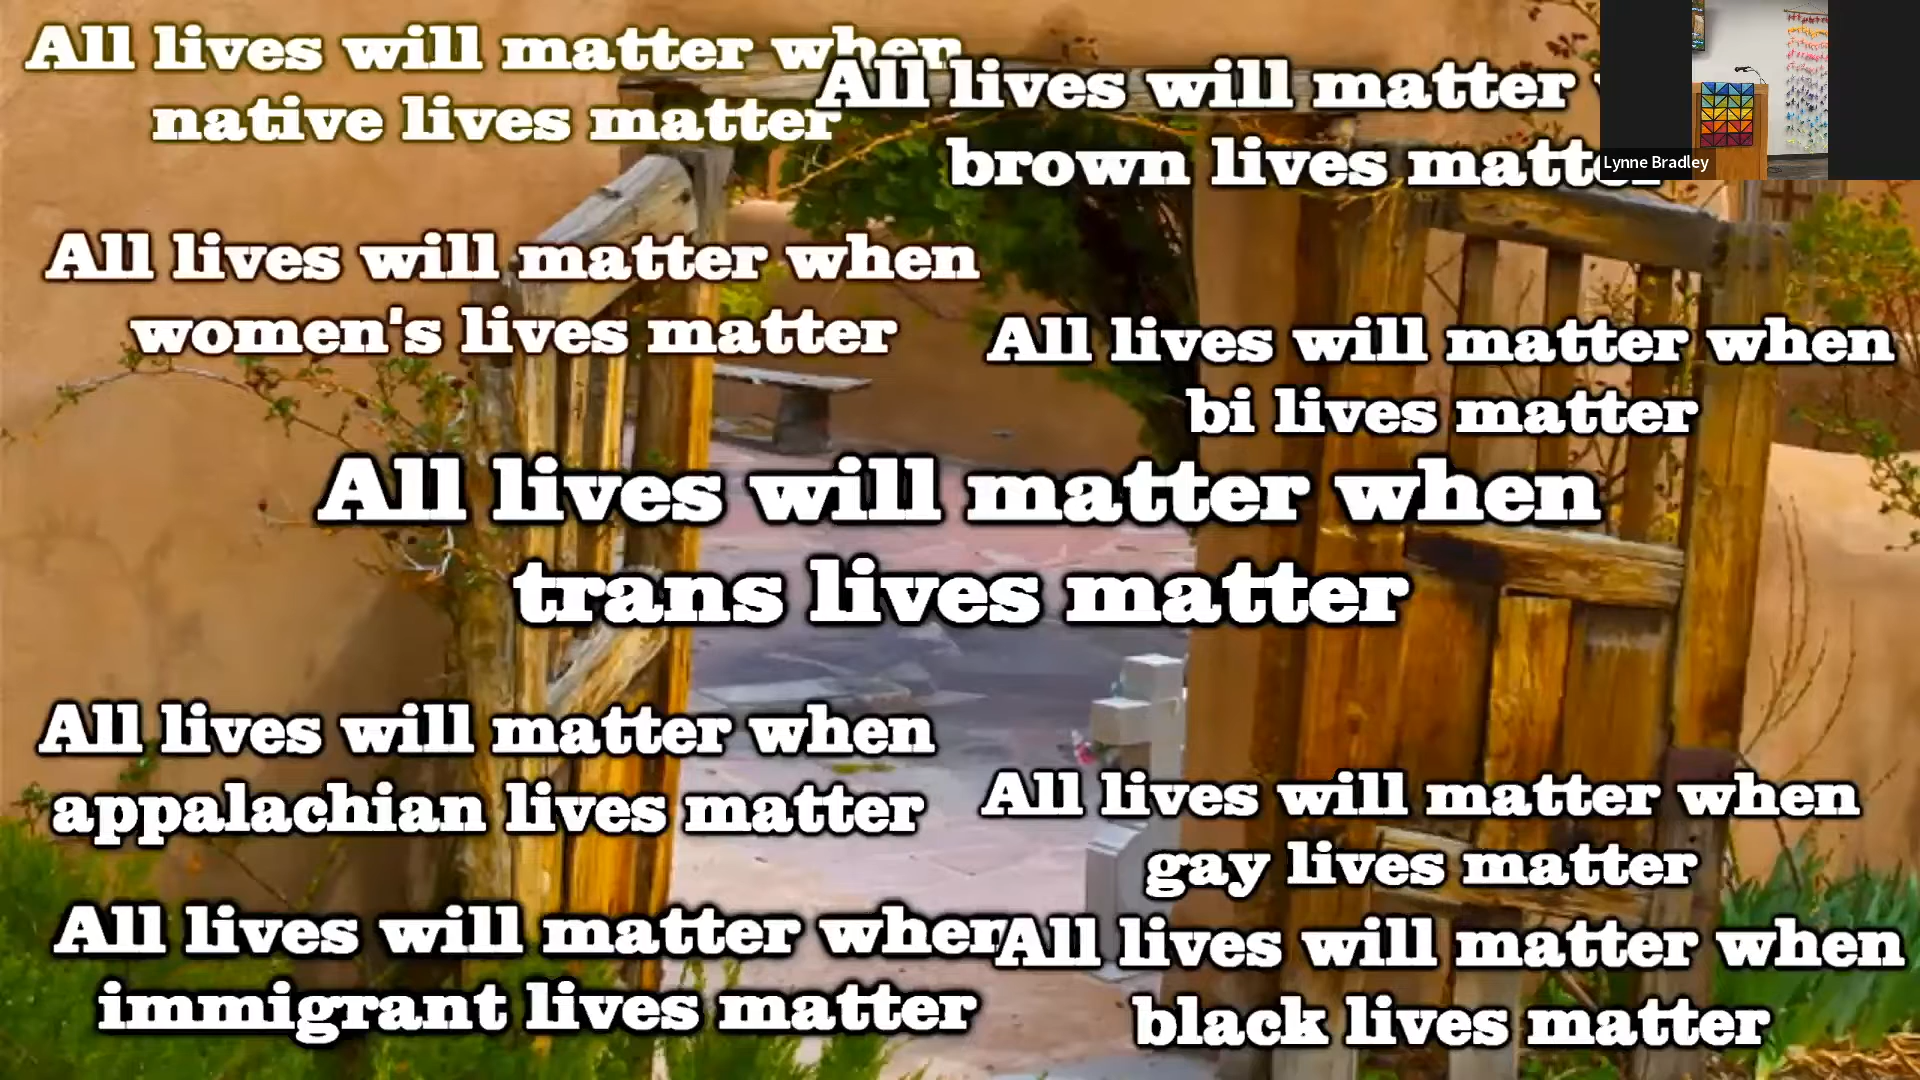 All lives will matter when
native lives matter
All lives will matter
brown lives matter
Lynne Bradley
All lives will matter when
women's lives matter
All lives will matter when
bi lives matter
All lives will matter when
trans lives matter
All lives will matter when
appalachian lives matter
All lives will matter when
gay lives matter
All lives will matter when
immigrant lives matter
All lives will matter when
black lives matter